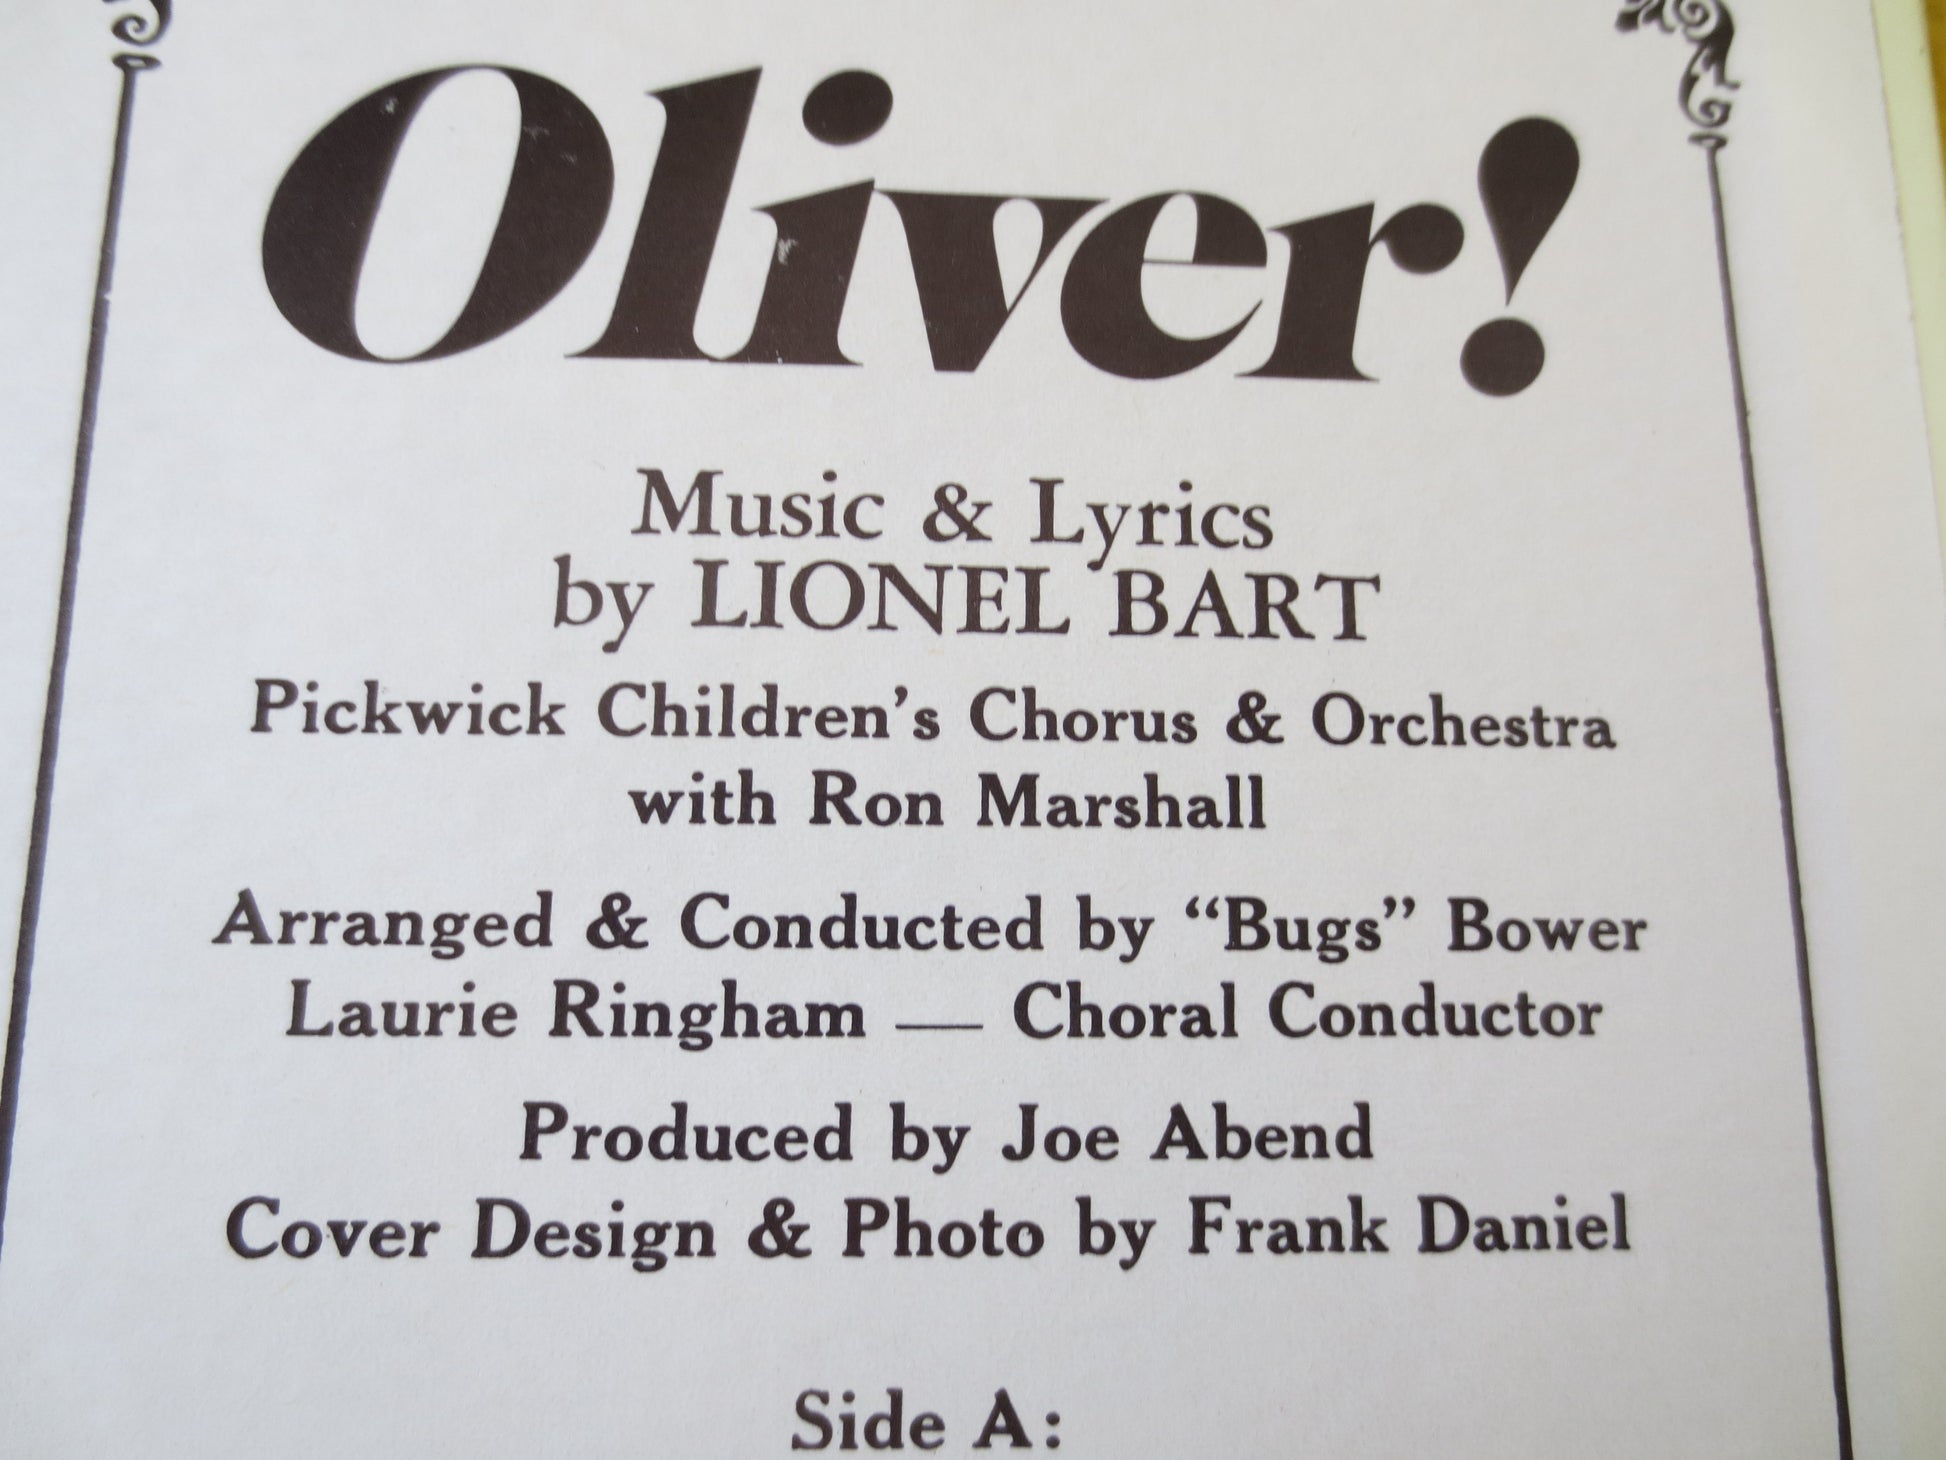 Oliver!
Music & Lyrics
by LIONEL BART
Pickwick Children's Chorus & Orchestra
with Ron Marshall
Arranged & Conducted by “Bugs” Bower
Laurie Ringham — Choral Conductor
Produced by Joe Abend
Cover Design & Photo by Frank Daniel
Side A: